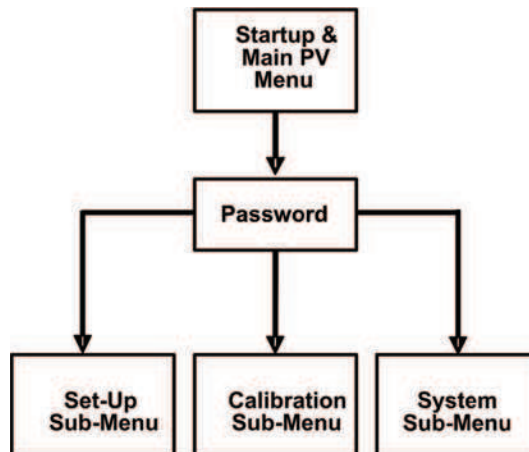 Startup &
Main PV
Menu
Password
Set-Up
Sub-Menu
Calibration
Sub-Menu
System
Sub-Menu